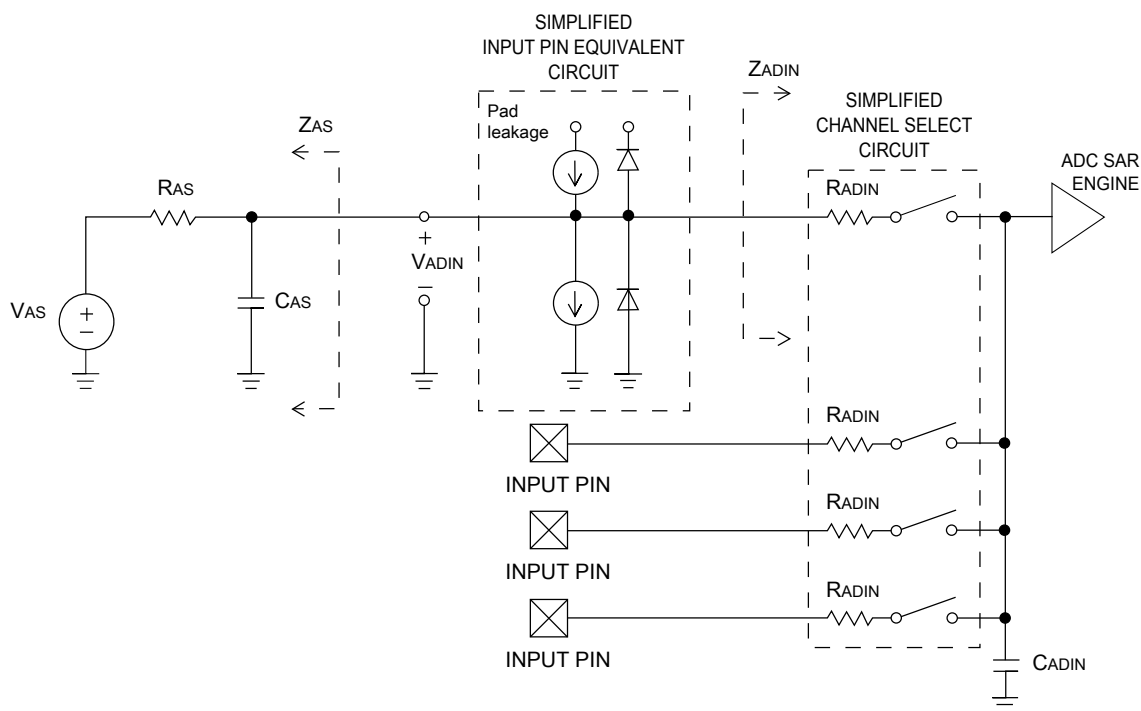 SIMPLIFIED
INPUT PIN EQUIVALENT
CIRCUIT
ZADIN
SIMPLIFIED
CHANNEL SELECT
CIRCUIT
Pad
leakage
ZAS
ADC SAR
ENGINE
RAS
RADIN
+
VADIN
−
VAS
+
−
CAS
RADIN
INPUT PIN
RADIN
INPUT PIN
RADIN
INPUT PIN
CADIN